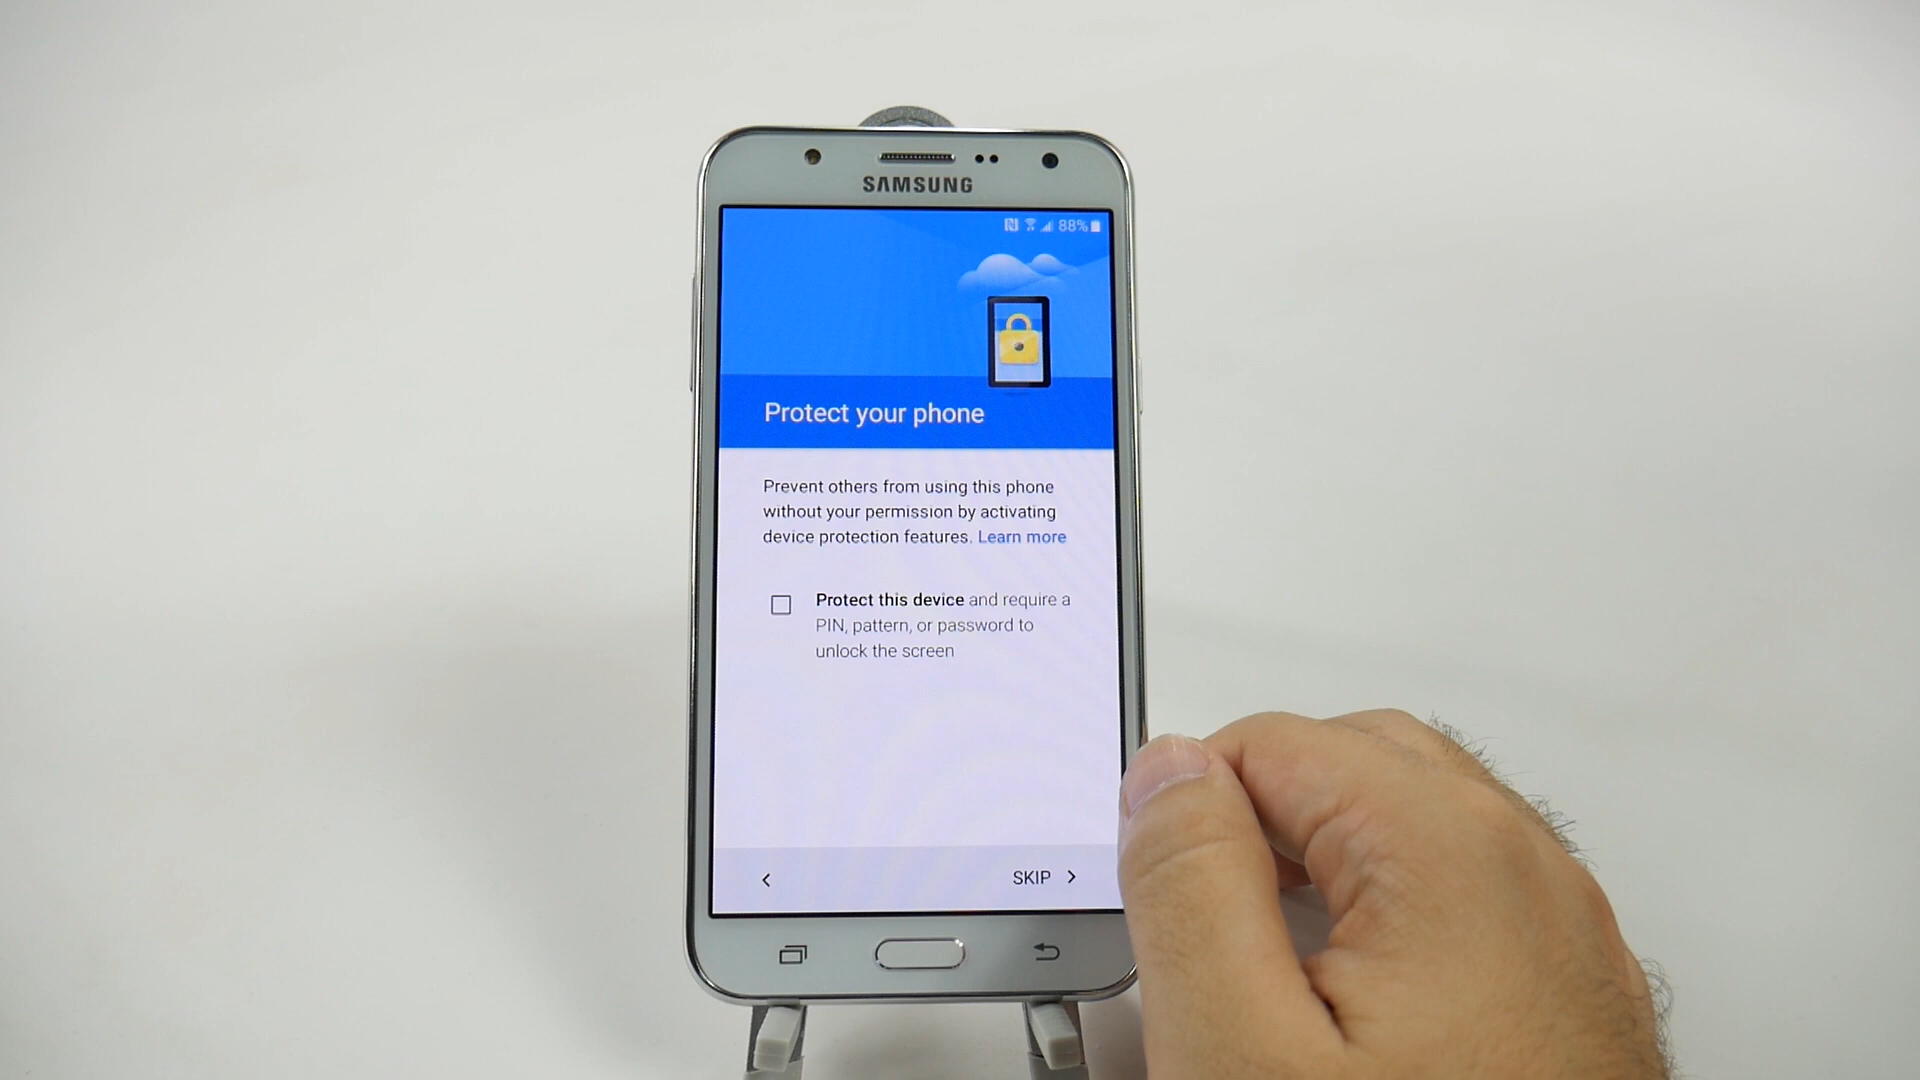 SAMSUNG
88%
Protect your phone
Prevent others from using this phone
without your permission by activating
device protection features. Learn more
Protect this device and require a
PIN, pattern, or password to
unlock the screen
SKIP